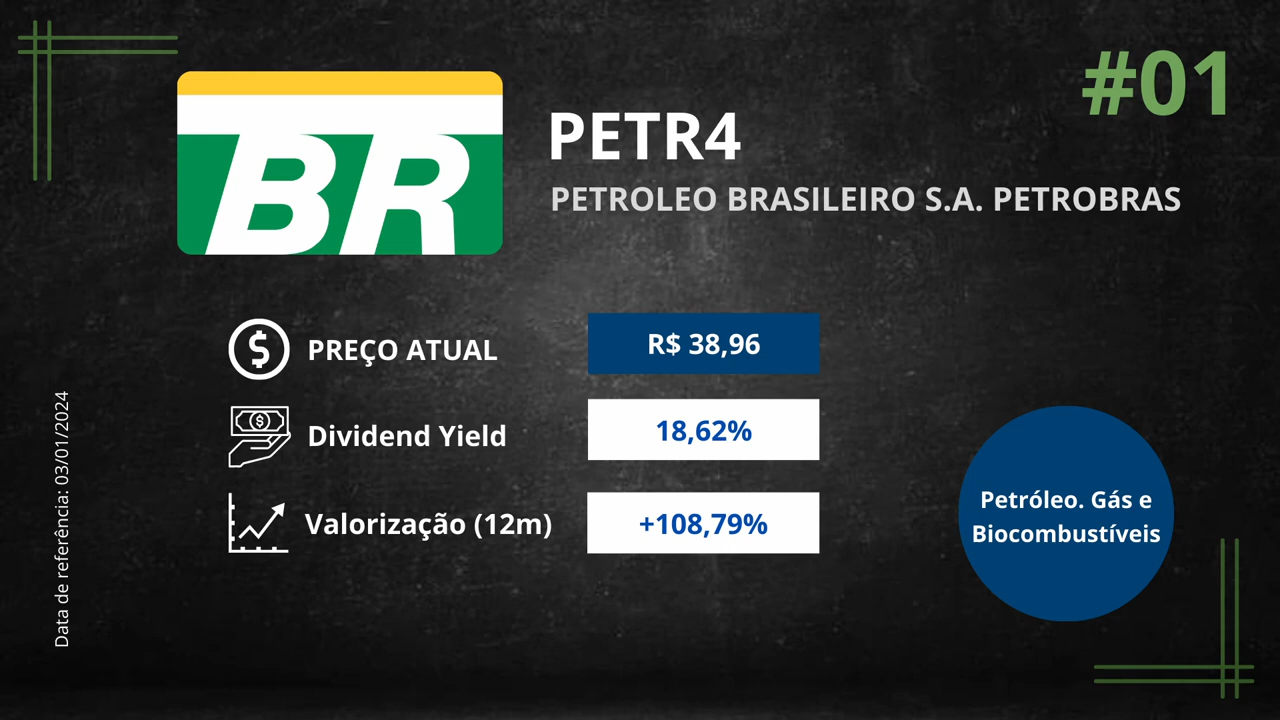 #01
BR
PETR4
PETROLEO BRASILEIRO S.A. PETROBRAS
PREÇO ATUAL
R$ 38,96
Dividend Yield
18,62%
Valorização (12m)
+108,79%
Petróleo. Gás e
Biocombustíveis
Data de referência: 03/01/2024